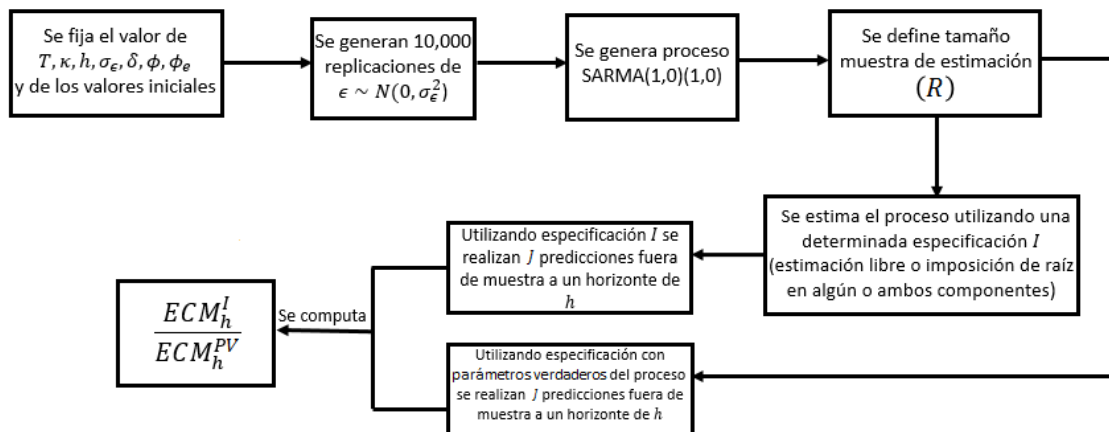 Se fija el valor de
T, κ, h, σ_ϵ, δ, ϕ, ϕ_e
y de los valores iniciales
Se generan 10,000
replicaciones de
ϵ ~ N(0, σ_ϵ^2)
Se genera proceso
SARMA(1,0)(1,0)
Se define tamaño
muestra de estimación
(R)
Se estima el proceso utilizando una
determinada especificación I
(estimación libre o imposición de raíz
en algún o ambos componentes)
Utilizando especificación I se
realizan J predicciones fuera
de muestra a un horizonte de
h
Utilizando especificación con
parámetros verdaderos del proceso
se realizan J predicciones fuera de
muestra a un horizonte de h
Se computa
ECM_h^I
ECM_h^PV